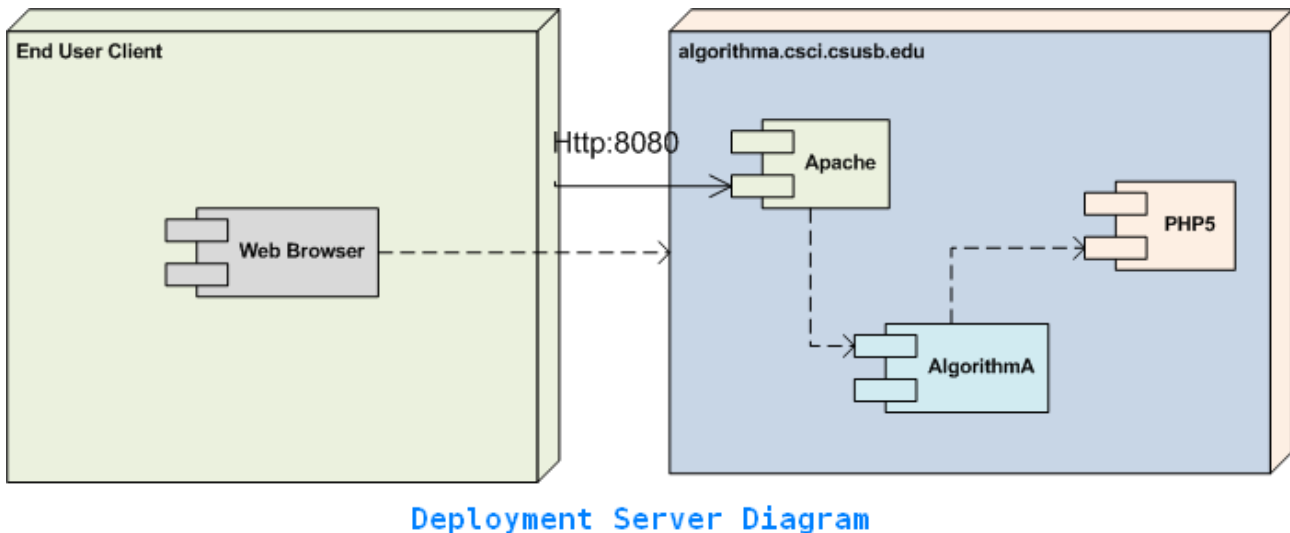 End User Client
algorithma.csci.csusb.edu
Http:8080
Apache
PHP5
Web Browser
AlgorithmA
Deployment Server Diagram